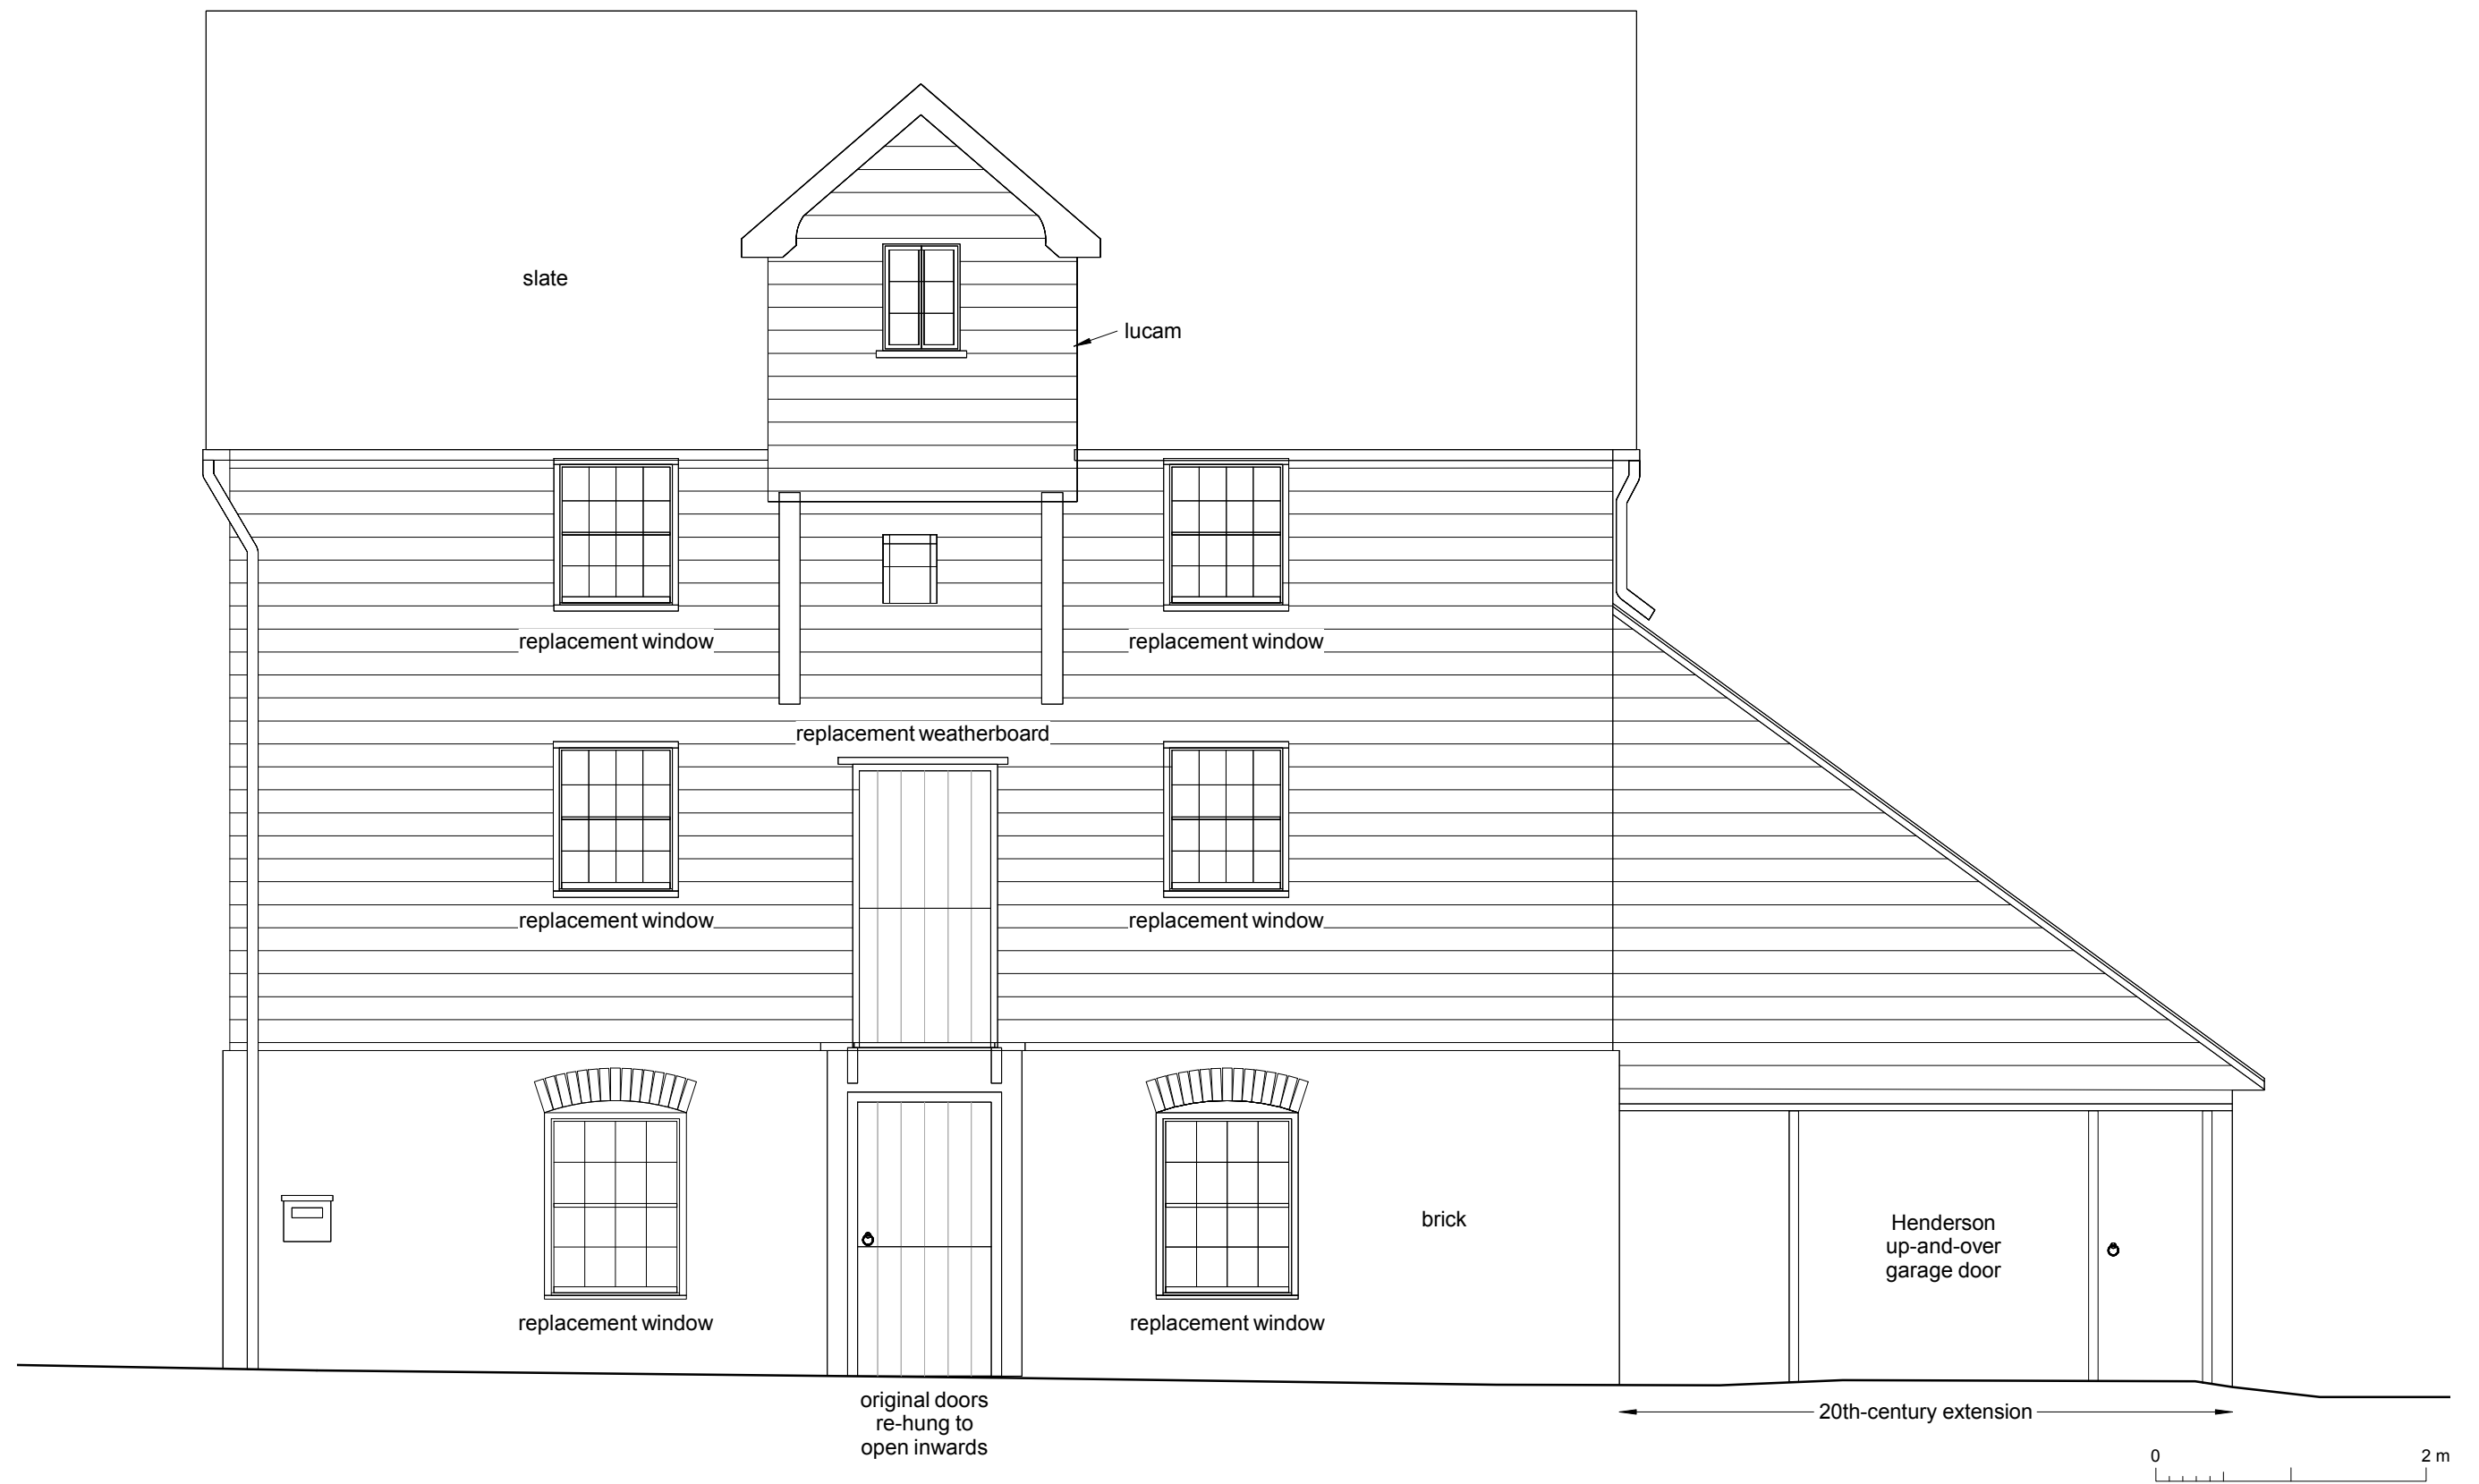 slate
lucam
replacement window
replacement window
replacement weatherboard
replacement window
replacement window
brick
Henderson
up-and-over
garage door
replacement window
replacement window
original doors
re-hung to
open inwards
20th-century extension
0
2 m